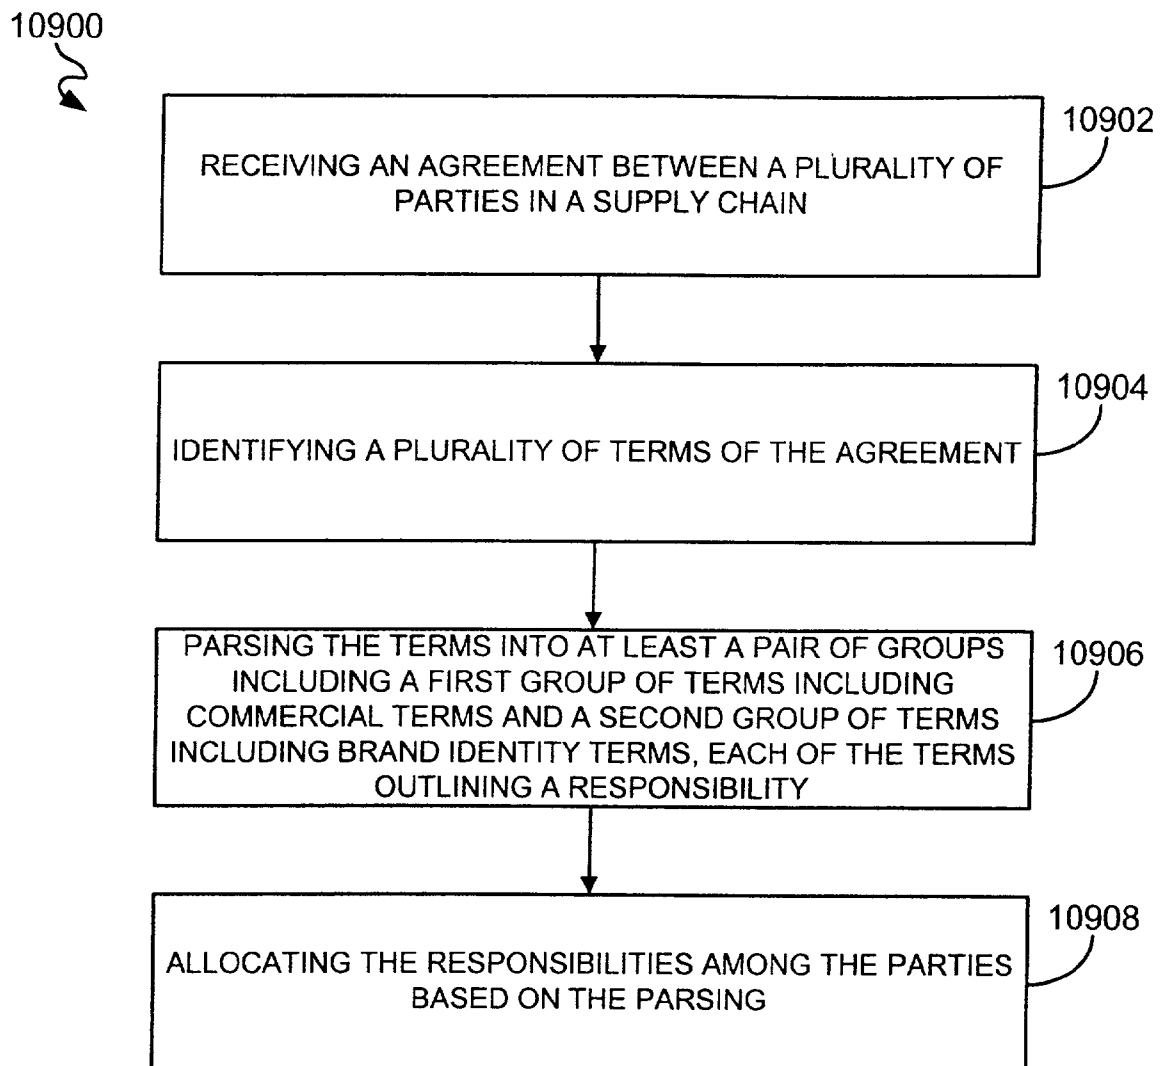 10900
10902
RECEIVING AN AGREEMENT BETWEEN A PLURALITY OF
PARTIES IN A SUPPLY CHAIN
10904
IDENTIFYING A PLURALITY OF TERMS OF THE AGREEMENT
10906
PARSING THE TERMS INTO AT LEAST A PAIR OF GROUPS
INCLUDING A FIRST GROUP OF TERMS INCLUDING
COMMERCIAL TERMS AND A SECOND GROUP OF TERMS
INCLUDING BRAND IDENTITY TERMS, EACH OF THE TERMS
OUTLINING A RESPONSIBILITY
10908
ALLOCATING THE RESPONSIBILITIES AMONG THE PARTIES
BASED ON THE PARSING